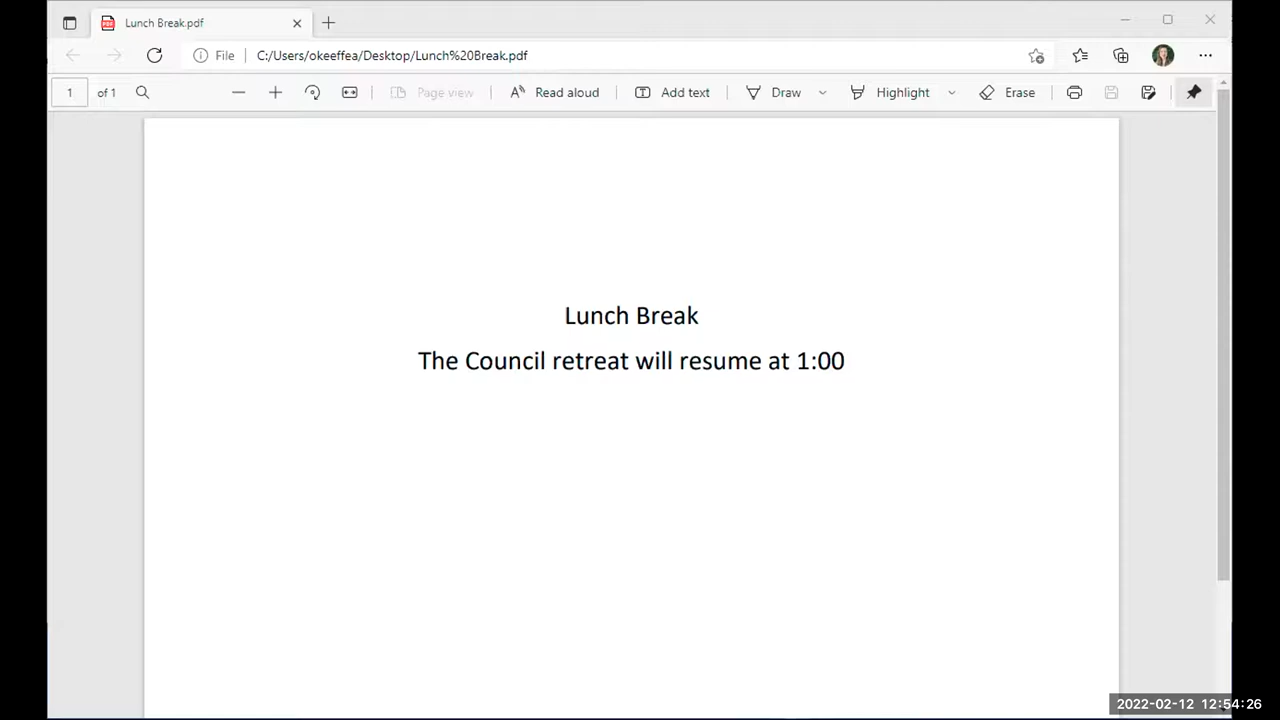 Lunch Break.pdf
File C:/Users/okeeffea/Desktop/Lunch%20Break.pdf
1 of 1 Page view Read aloud Add text Draw Highlight Erase
Lunch Break
The Council retreat will resume at 1:00
2022-02-12 12:54:26